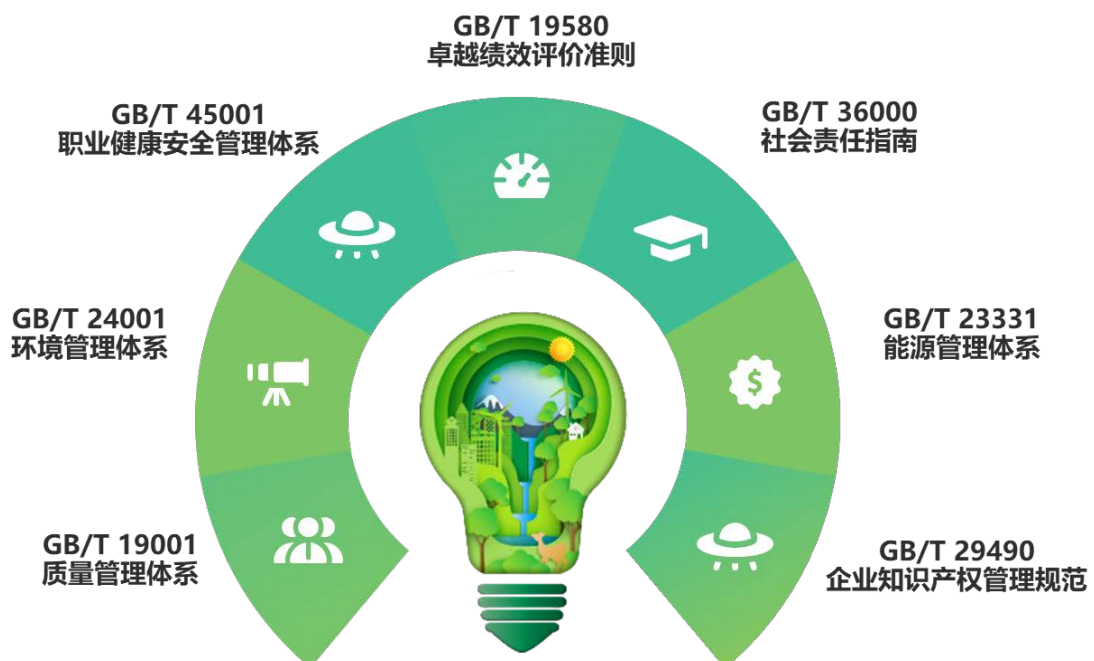 GB/T 19580
卓越绩效评价准则
GB/T 45001
职业健康安全管理体系
GB/T 36000
社会责任指南
GB/T 24001
环境管理体系
GB/T 23331
能源管理体系
$
GB/T 19001
质量管理体系
GB/T 29490
企业知识产权管理规范